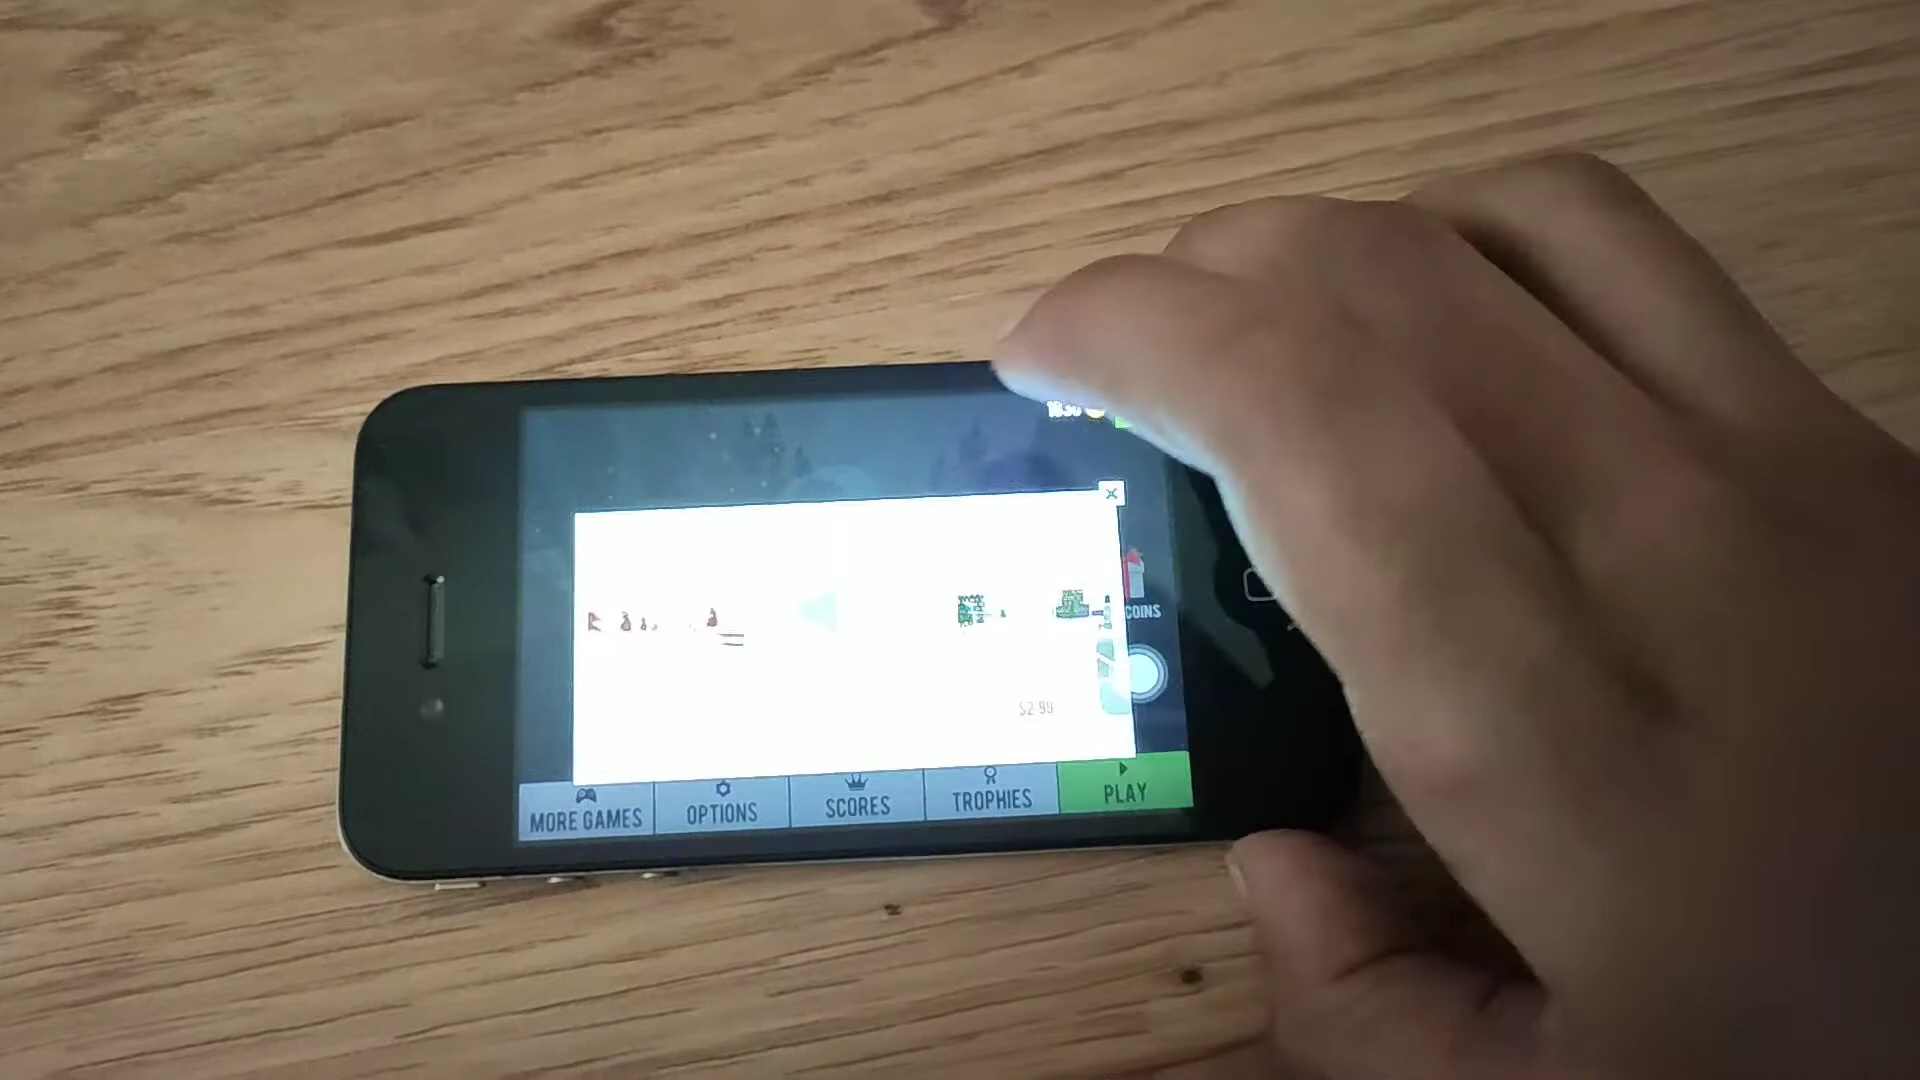 COINS
$2.99
MORE GAMES
OPTIONS
SCORES
TROPHIES
PLAY